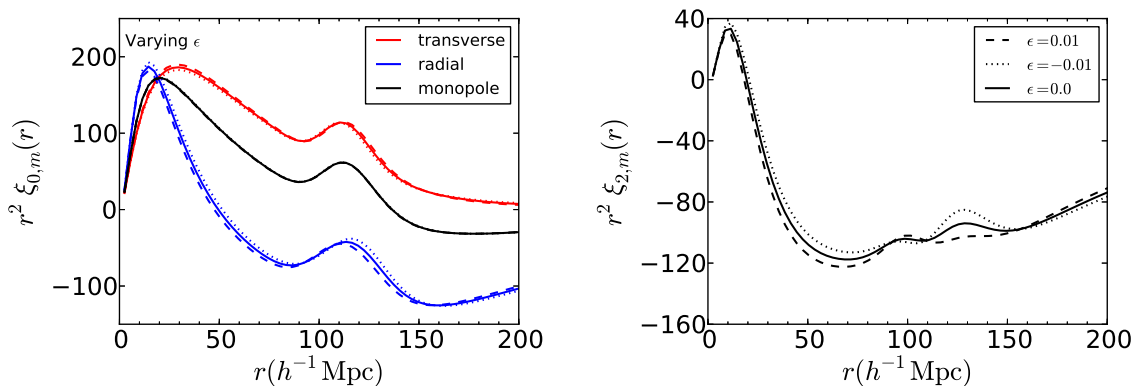 Varying ϵ
transverse
radial
monopole
200
100
0
−100
r² ξ₀,ₘ(r)
0 50 100 150 200
r(h⁻¹ Mpc)
40
0
−40
−80
−120
−160
r² ξ₂,ₘ(r)
ϵ=0.01
ϵ=−0.01
ϵ=0.0
0 50 100 150 200
r(h⁻¹ Mpc)